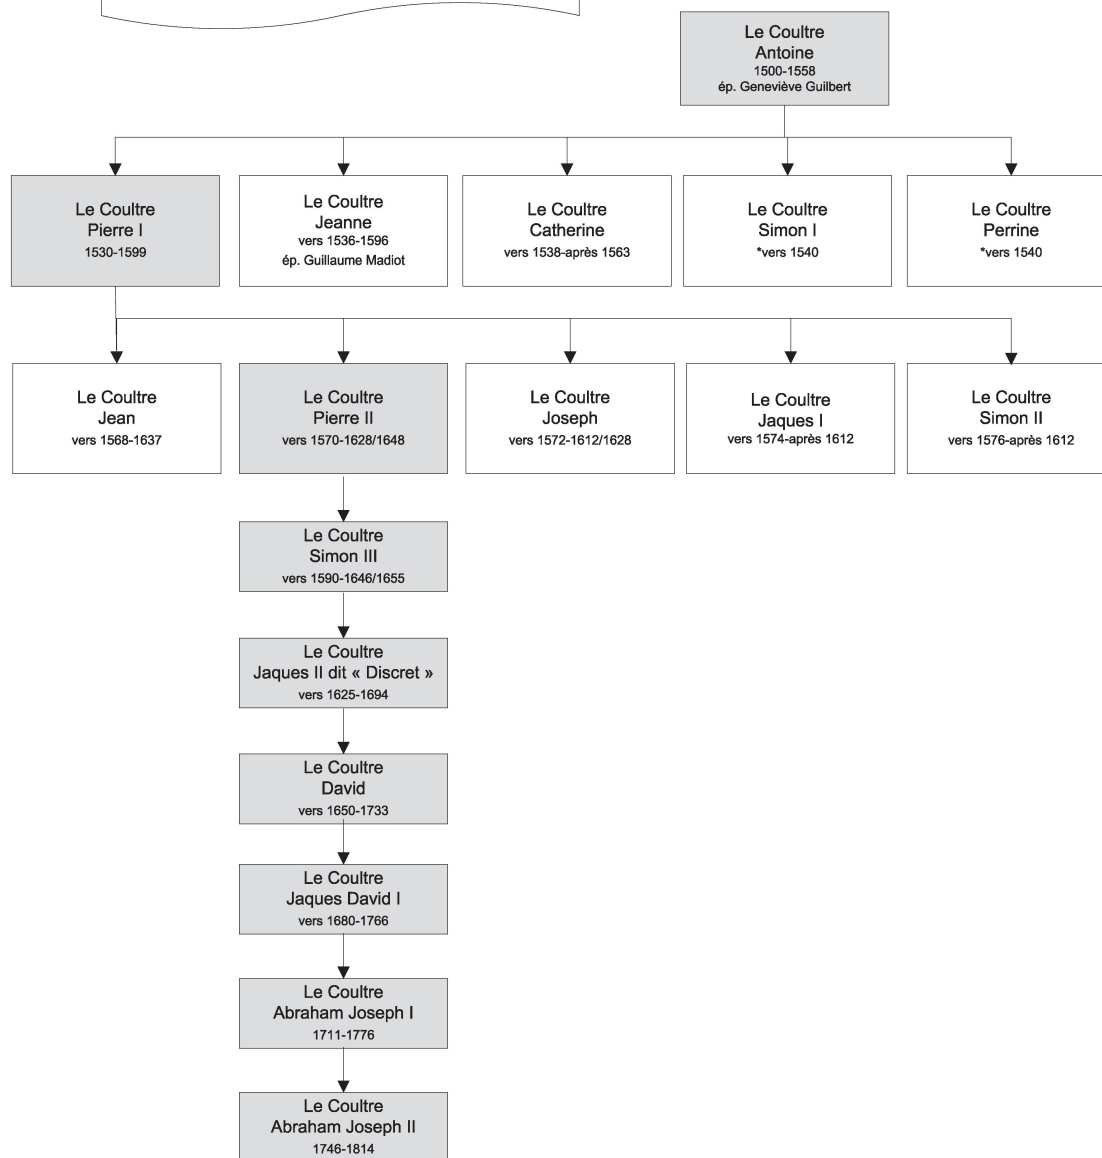 Le Coultre
Antoine
1500-1558
ép. Geneviève Guilbert
Le Coultre
Pierre I
1530-1599
Le Coultre
Jeanne
vers 1536-1596
ép. Guillaume Madiot
Le Coultre
Catherine
vers 1538-après 1563
Le Coultre
Simon I
*vers 1540
Le Coultre
Perrine
*vers 1540
Le Coultre
Jean
vers 1568-1637
Le Coultre
Pierre II
vers 1570-1628/1648
Le Coultre
Joseph
vers 1572-1612/1628
Le Coultre
Jaques I
vers 1574-après 1612
Le Coultre
Simon II
vers 1576-après 1612
Le Coultre
Simon III
vers 1590-1646/1655
Le Coultre
Jaques II dit « Discret »
vers 1625-1694
Le Coultre
David
vers 1650-1733
Le Coultre
Jaques David I
vers 1680-1766
Le Coultre
Abraham Joseph I
1711-1776
Le Coultre
Abraham Joseph II
1746-1814